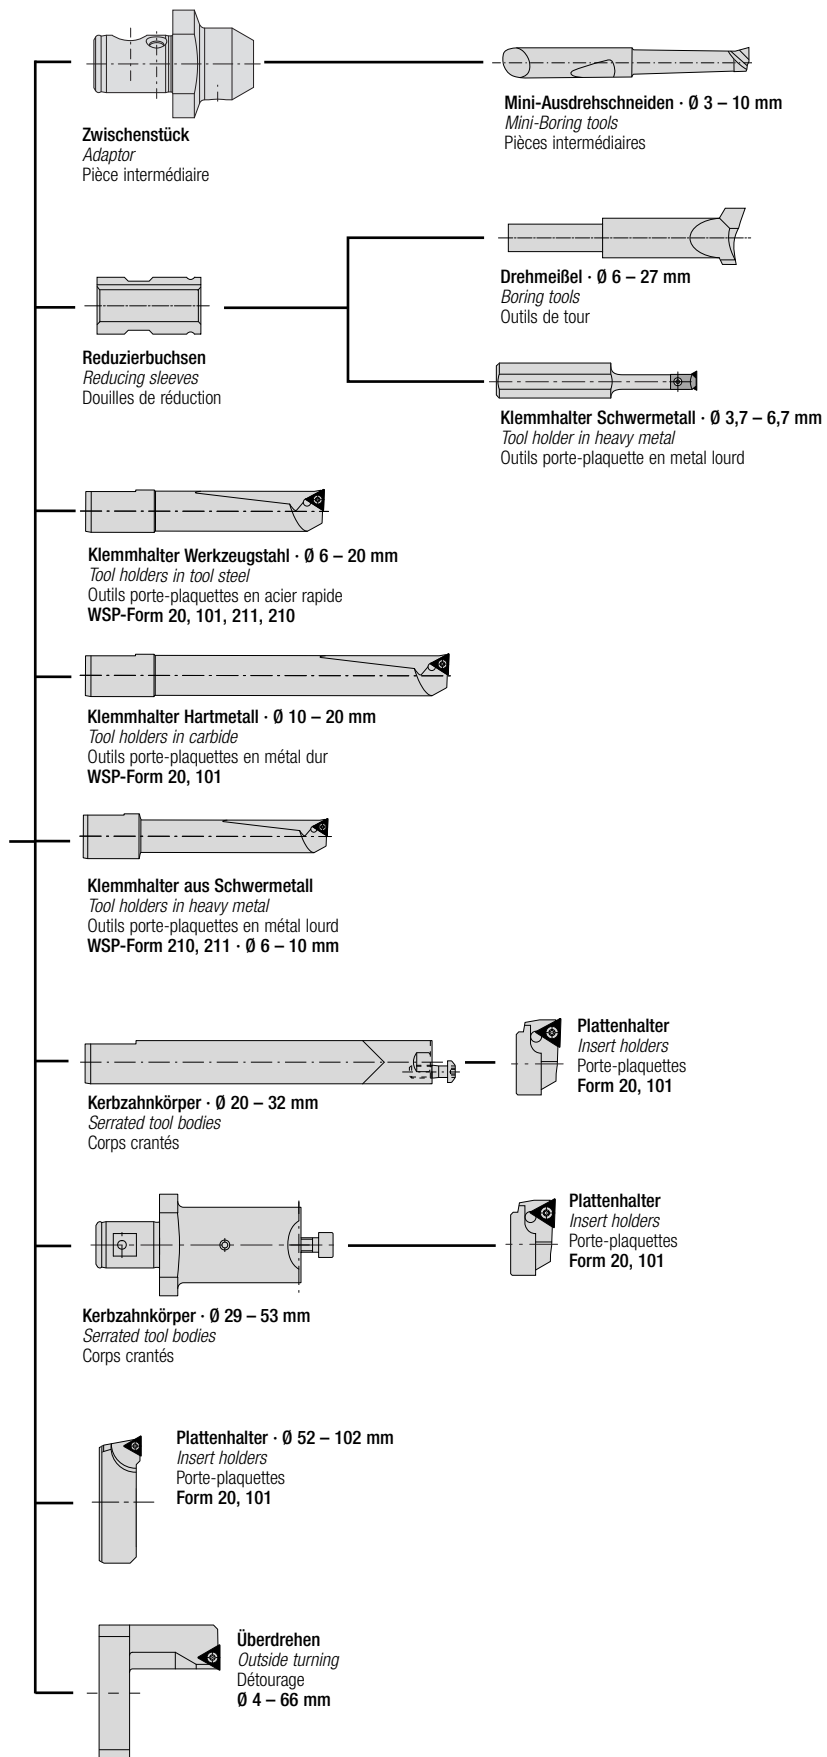 Zwischenstück
Adaptor
Pièce intermédiaire
Mini-Ausdrehschneiden · Ø 3 – 10 mm
Mini-Boring tools
Pièces intermédiaires
Drehmeißel · Ø 6 – 27 mm
Boring tools
Outils de tour
Reduzierbuchsen
Reducing sleeves
Douilles de réduction
Klemmhalter Schwermetall · Ø 3,7 – 6,7 mm
Tool holder in heavy metal
Outils porte-plaquette en metal lourd
Klemmhalter Werkzeugstahl · Ø 6 – 20 mm
Tool holders in tool steel
Outils porte-plaquettes en acier rapide
WSP-Form 20, 101, 211, 210
Klemmhalter Hartmetall · Ø 10 – 20 mm
Tool holders in carbide
Outils porte-plaquettes en métal dur
WSP-Form 20, 101
Klemmhalter aus Schwermetall
Tool holders in heavy metal
Outils porte-plaquettes en métal lourd
WSP-Form 210, 211 · Ø 6 – 10 mm
Kerbzahnkörper · Ø 20 – 32 mm
Serrated tool bodies
Corps crantés
Plattenhalter
Insert holders
Porte-plaquettes
Form 20, 101
Kerbzahnkörper · Ø 29 – 53 mm
Serrated tool bodies
Corps crantés
Plattenhalter
Insert holders
Porte-plaquettes
Form 20, 101
Plattenhalter · Ø 52 – 102 mm
Insert holders
Porte-plaquettes
Form 20, 101
Überdrehen
Outside turning
Détourage
Ø 4 – 66 mm